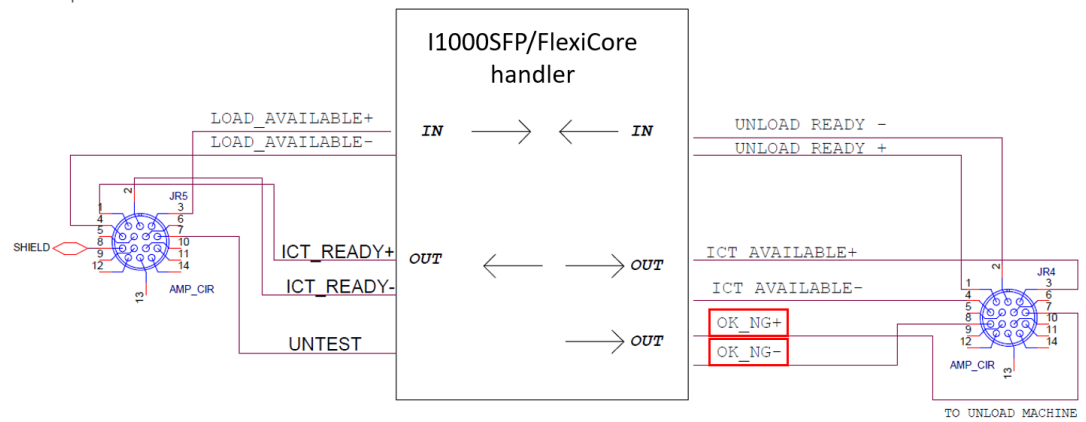 I1000SFP/FlexiCore
handler
LOAD_AVAILABLE+
LOAD_AVAILABLE-
IN
IN
UNLOAD READY -
UNLOAD READY +
2
JR5
1
3
4
6
5
7
8
10
9
11
12
14
13
SHIELD
AMP_CIR
ICT_READY+
ICT_READY-
UNTEST
OUT
OUT
OUT
ICT AVAILABLE+
ICT AVAILABLE-
OK_NG+
OK_NG-
2
JR4
1
3
4
6
5
7
8
10
9
11
12
14
13
AMP_CIR
TO UNLOAD MACHINE